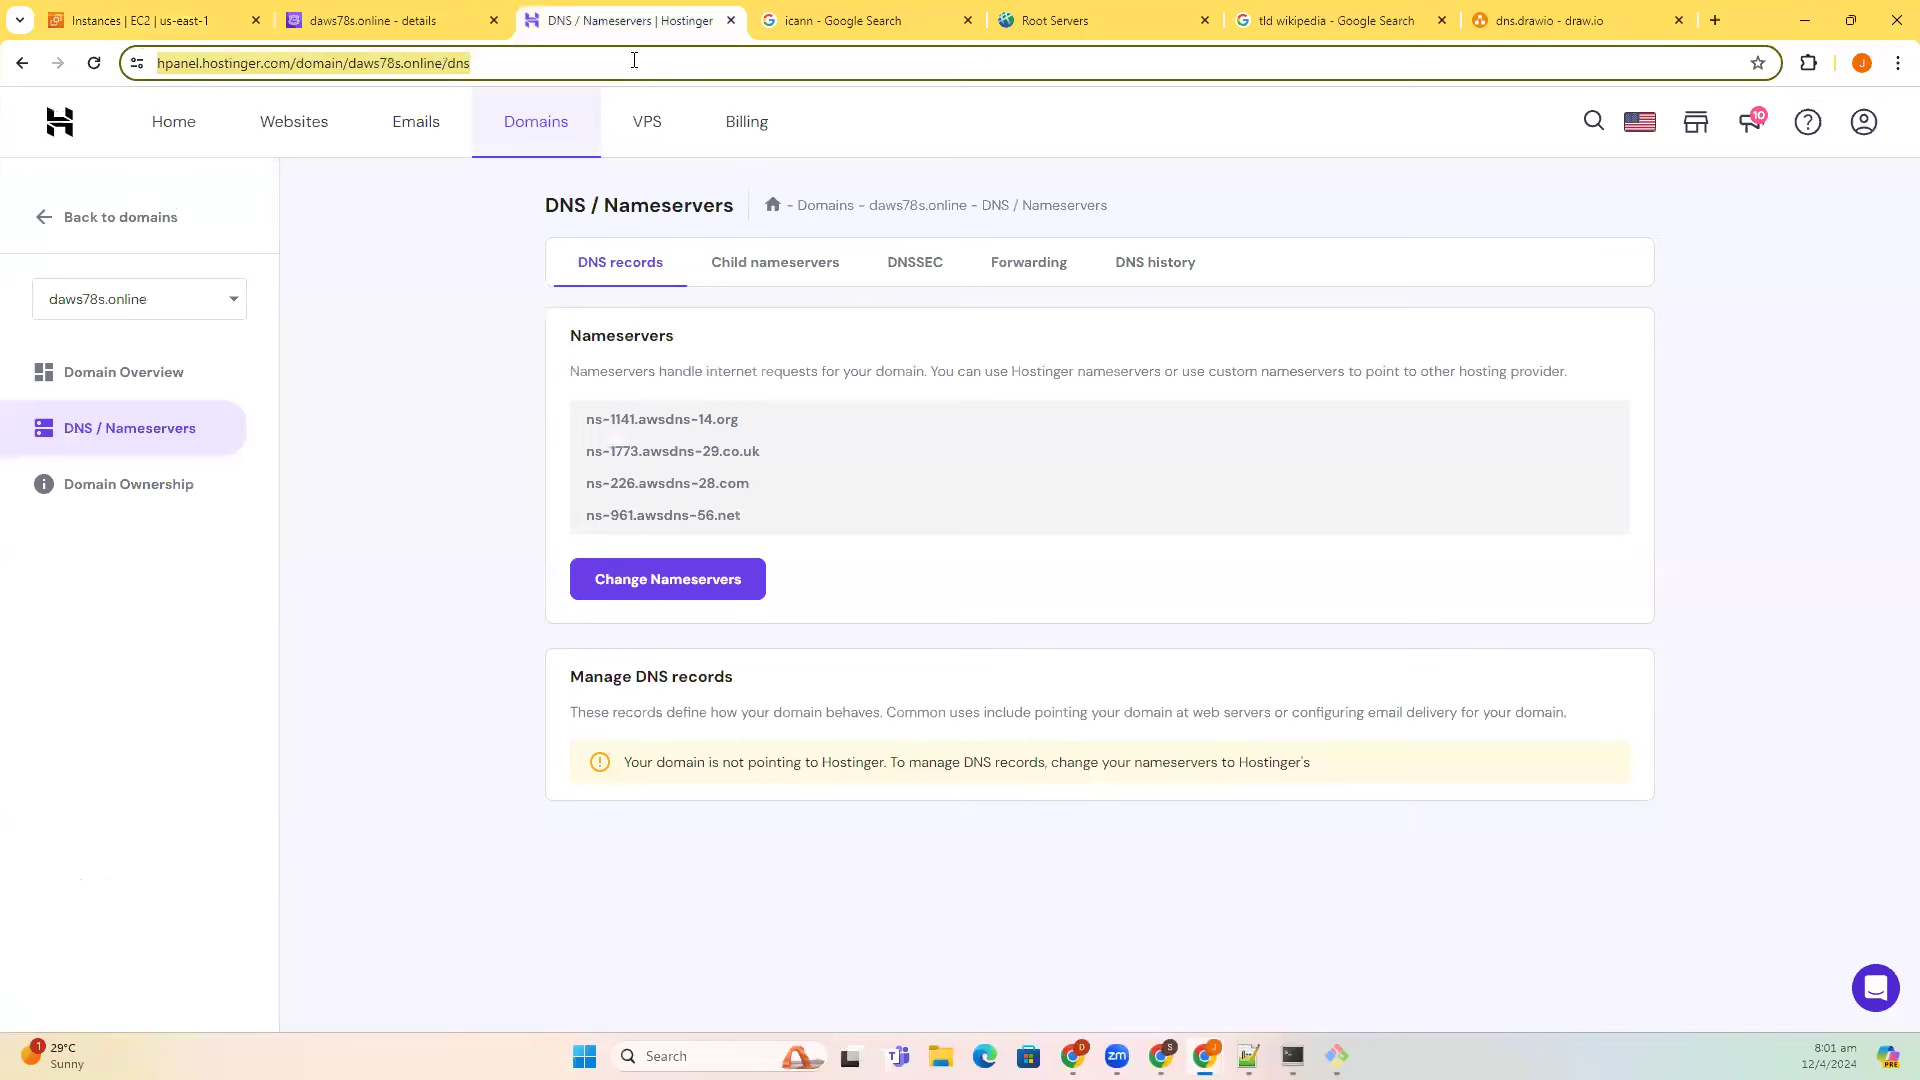 Instances | EC2 | us-east-1
daws78s.online - details
DNS / Nameservers | Hostinger
icann - Google Search
Root Servers
tld wikipedia - Google Search
dns.drawio - draw.io
hpanel.hostinger.com/domain/daws78s.online/dns
J
Home
Websites
Emails
Domains
VPS
Billing
10
Back to domains
DNS / Nameservers
- Domains - daws78s.online - DNS / Nameservers
DNS records
Child nameservers
DNSSEC
Forwarding
DNS history
daws78s.online
Nameservers
Nameservers handle internet requests for your domain. You can use Hostinger nameservers or use custom nameservers to point to other hosting provider.
Domain Overview
DNS / Nameservers
Domain Ownership
ns-1141.awsdns-14.org
ns-1773.awsdns-29.co.uk
ns-226.awsdns-28.com
ns-961.awsdns-56.net
Change Nameservers
Manage DNS records
These records define how your domain behaves. Common uses include pointing your domain at web servers or configuring email delivery for your domain.
Your domain is not pointing to Hostinger. To manage DNS records, change your nameservers to Hostinger's
1
29°C
Sunny
Search
D
zm
S
J
8:01 am
12/4/2024
PRE